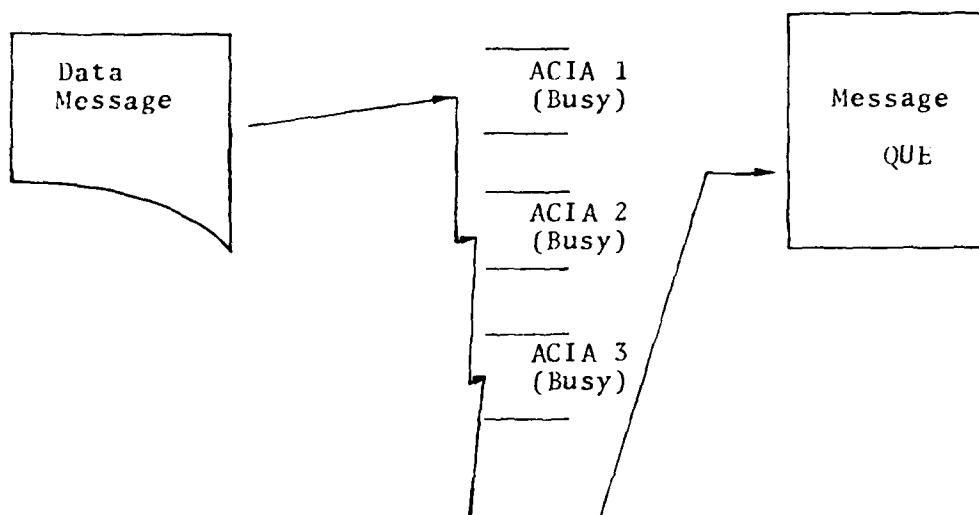 Data
Message
ACIA 1
(Busy)
ACIA 2
(Busy)
ACIA 3
(Busy)
Message
QUE